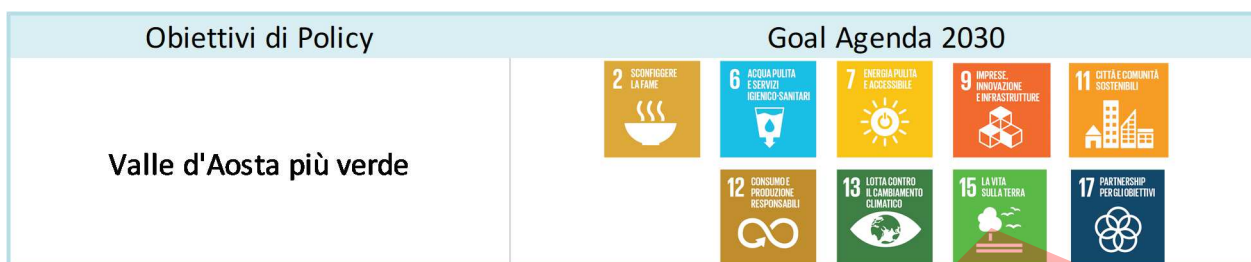 Obiettivi di Policy
Goal Agenda 2030
Valle d'Aosta più verde
2 SCONFIGGERE
LA FAME
6 ACQUA PULITA
E SERVIZI
IGIENICO-SANITARI
7 ENERGIA PULITA
E ACCESSIBILE
9 IMPRESE,
INNOVAZIONE
E INFRASTRUTTURE
11 CITTÀ E COMUNITÀ
SOSTENIBILI
12 CONSUMO E
PRODUZIONE
RESPONSABILI
13 LOTTA CONTRO
IL CAMBIAMENTO
CLIMATICO
15 LA VITA
SULLA TERRA
17 PARTNERSHIP
PER GLI OBIETTIVI